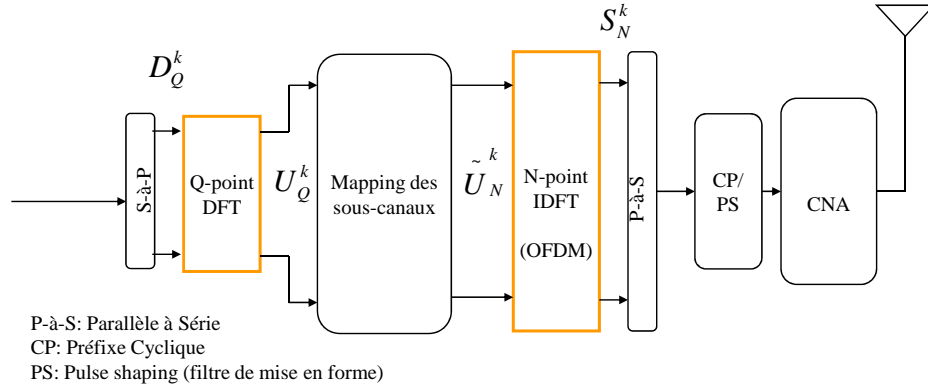 S_N^k
D_Q^k
S-à-P
Q-point
DFT
U_Q^k
Mapping des
sous-canaux
Ũ_N^k
N-point
IDFT
(OFDM)
P-à-S
CP/
PS
CNA
P-à-S: Parallèle à Série
CP: Préfixe Cyclique
PS: Pulse shaping (filtre de mise en forme)